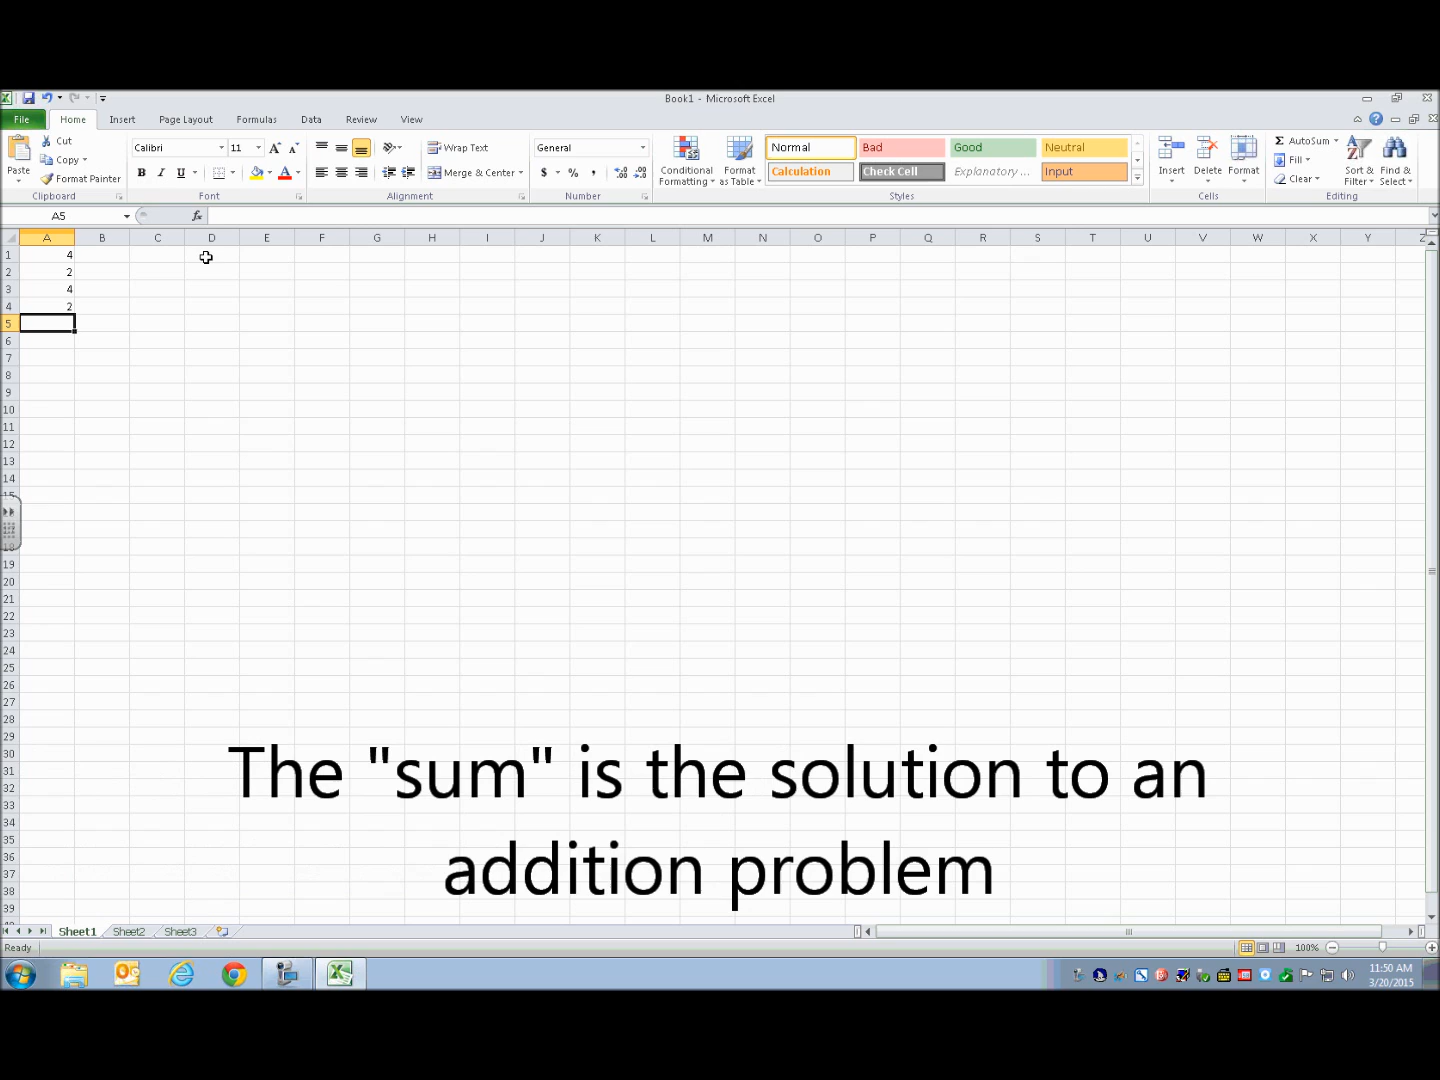 Book1 - Microsoft Excel
File Home Insert Page Layout Formulas Data Review View
Cut
Calibri 11 Wrap Text General Normal Bad Good Neutral AutoSum
Copy Fill
Paste Format Painter Merge & Center $ % , Conditional Formatting Format as Table Calculation Check Cell Explanatory ... Input Insert Delete Format Clear Sort & Filter Find & Select
Clipboard Font Alignment Number Styles Cells Editing
A5 fx
A B C D E F G H I J K L M N O P Q R S T U V W X Y Z
1 4
2 2
3 4
4 2
5
6
7
8
9
10
11
12
13
14
15
18
19
20
21
22
23
24
25
26
27
28
29
30
31
32
33
34
35
36
37
38
39
The "sum" is the solution to an
addition problem
Sheet1 Sheet2 Sheet3
Ready 100%
11:50 AM
3/20/2015